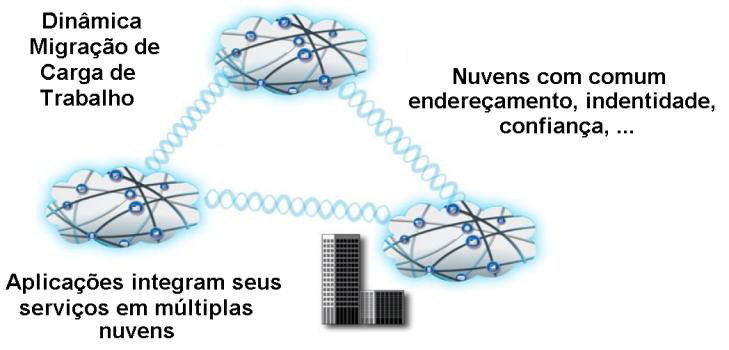 Dinâmica
Migração de
Carga de
Trabalho
Nuvens com comum
endereçamento, indentidade,
confiança, ...
Aplicações integram seus
serviços em múltiplas
nuvens